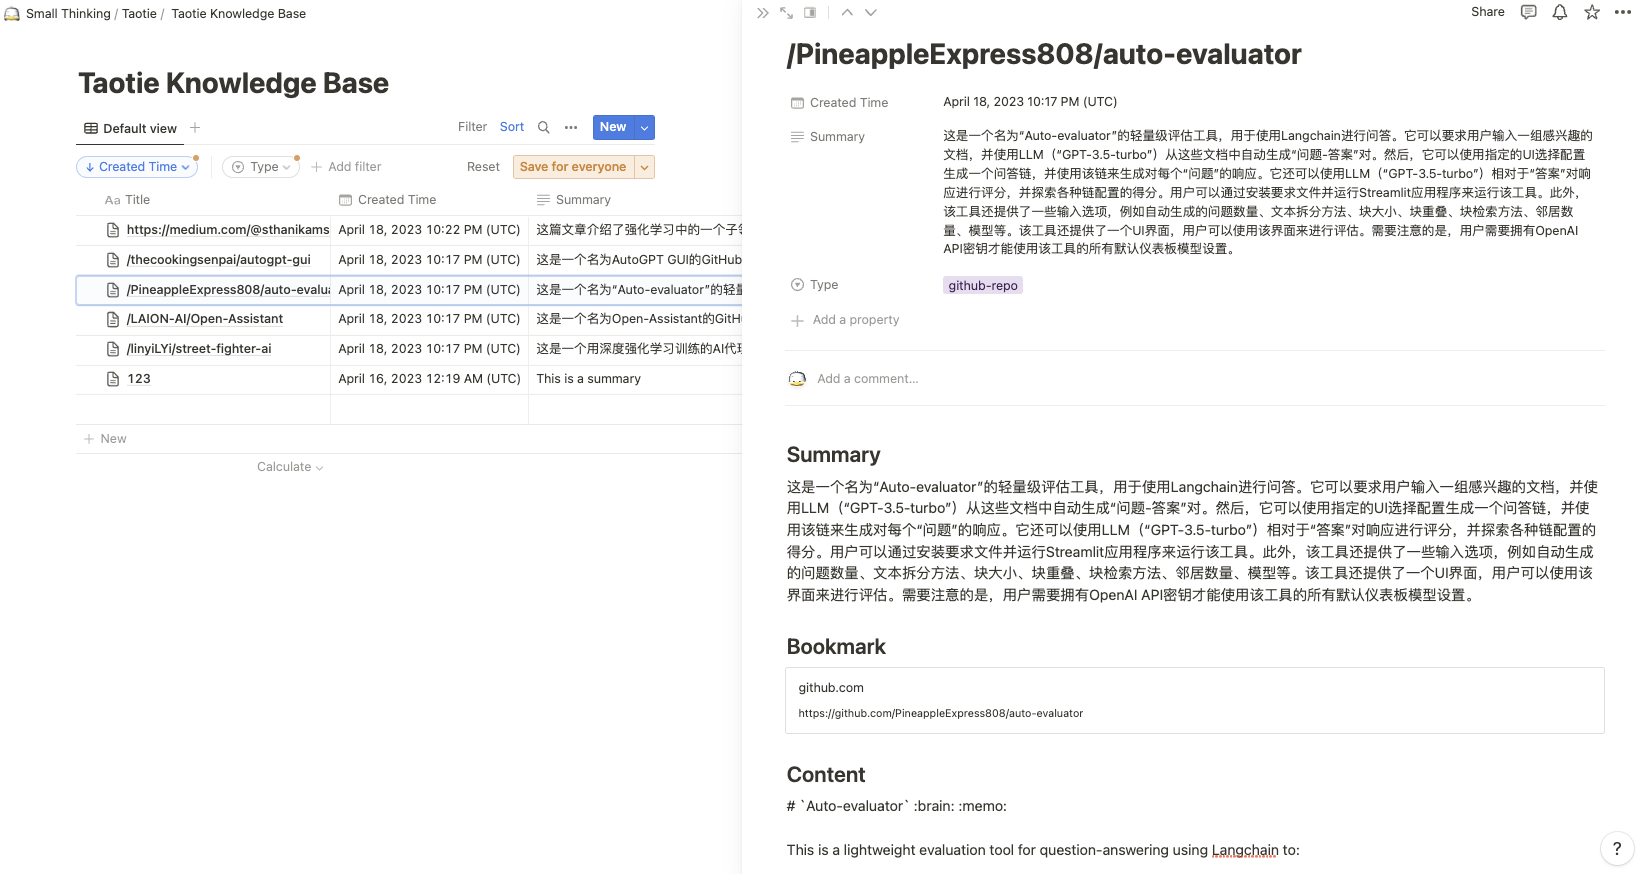 Small Thinking / Taotie / Taotie Knowledge Base
Taotie Knowledge Base
Default view
Filter Sort New
Created Time Type Add filter Reset Save for everyone
Aa Title Created Time Summary
https://medium.com/@sthanikams April 18, 2023 10:22 PM (UTC) 这篇文章介绍了强化学习中的一个子
/thecookingsenpai/autogpt-gui April 18, 2023 10:17 PM (UTC) 这是一个名为AutoGPT GUI的GitHub
/PineappleExpress808/auto-evalua April 18, 2023 10:17 PM (UTC) 这是一个名为“Auto-evaluator”的轻量
/LAION-AI/Open-Assistant April 18, 2023 10:17 PM (UTC) 这是一个名为Open-Assistant的GitH
/linyiLYi/street-fighter-ai April 18, 2023 10:17 PM (UTC) 这是一个用深度强化学习训练的AI代
123 April 16, 2023 12:19 AM (UTC) This is a summary
New
Calculate
Share
/PineappleExpress808/auto-evaluator
Created Time April 18, 2023 10:17 PM (UTC)
Summary 这是一个名为“Auto-evaluator”的轻量级评估工具，用于使用Langchain进行问答。它可以要求用户输入一组感兴趣的
文档，并使用LLM（“GPT-3.5-turbo”）从这些文档中自动生成“问题-答案”对。然后，它可以使用指定的UI选择配置
生成一个问答链，并使用该链来生成对每个“问题”的响应。它还可以使用LLM（“GPT-3.5-turbo”）相对于“答案”对响
应进行评分，并探索各种链配置的得分。用户可以通过安装要求文件并运行Streamlit应用程序来运行该工具。此外，
该工具还提供了一些输入选项，例如自动生成的问题数量、文本拆分方法、块大小、块重叠、块检索方法、邻居数
量、模型等。该工具还提供了一个UI界面，用户可以使用该界面来进行评估。需要注意的是，用户需要拥有OpenAI
API密钥才能使用该工具的所有默认仪表板模型设置。
Type github-repo
Add a property
Add a comment...
Summary
这是一个名为“Auto-evaluator”的轻量级评估工具，用于使用Langchain进行问答。它可以要求用户输入一组感兴趣的文档，并使
用LLM（“GPT-3.5-turbo”）从这些文档中自动生成“问题-答案”对。然后，它可以使用指定的UI选择配置生成一个问答链，并使
用该链来生成对每个“问题”的响应。它还可以使用LLM（“GPT-3.5-turbo”）相对于“答案”对响应进行评分，并探索各种链配置的
得分。用户可以通过安装要求文件并运行Streamlit应用程序来运行该工具。此外，该工具还提供了一些输入选项，例如自动生成
的问题数量、文本拆分方法、块大小、块重叠、块检索方法、邻居数量、模型等。该工具还提供了一个UI界面，用户可以使用该
界面来进行评估。需要注意的是，用户需要拥有OpenAI API密钥才能使用该工具的所有默认仪表板模型设置。
Bookmark
github.com
https://github.com/PineappleExpress808/auto-evaluator
Content
# `Auto-evaluator` :brain: :memo:
This is a lightweight evaluation tool for question-answering using Langchain to:
?